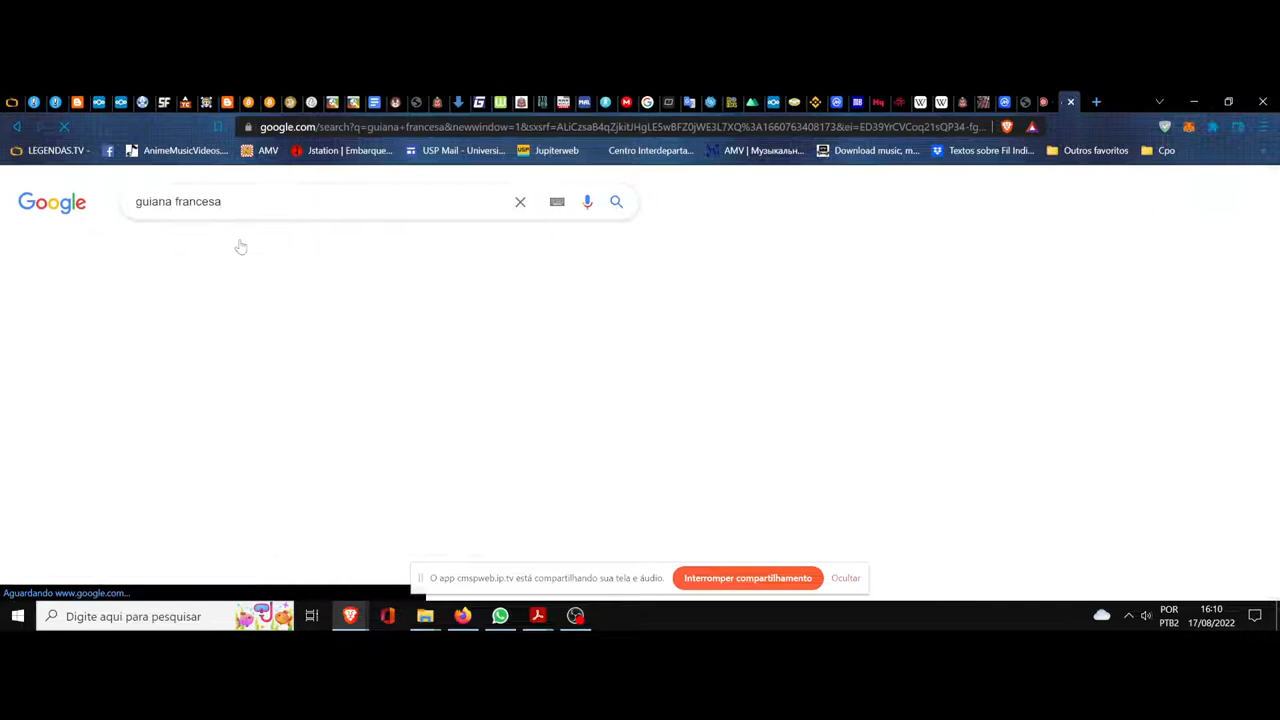 google.com/search?q=guiana+francesa&newwindow=1&sxsrf=ALiCzsaB4qZjkitJHgLE5wBFZ0jWE3L7XQ%3A1660763408173&ei=ED39YrCVCoq21sQP34-fg...
LEGENDAS.TV - AnimeMusicVideos.... AMV Jstation | Embarque... USP Mail - Universi... Jupiterweb Centro Interdeparta... AMV | Музыкальн... Download music, m... Textos sobre Fil Indi... Outros favoritos Cpo
Google guiana francesa
O app cmspweb.ip.tv está compartilhando sua tela e áudio. Interromper compartilhamento Ocultar
Aguardando www.google.com...
Digite aqui para pesquisar
POR 16:10
PTB2 17/08/2022